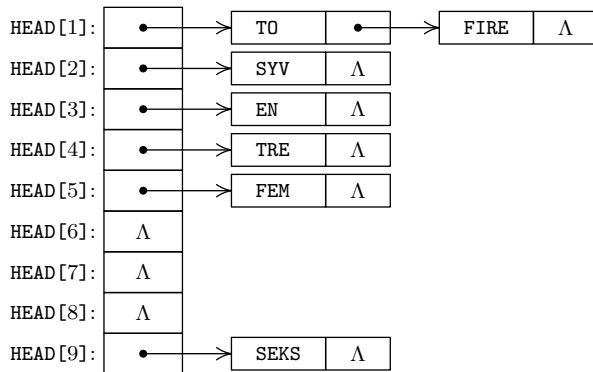 HEAD[1]: TO FIRE Λ
HEAD[2]: SYV Λ
HEAD[3]: EN Λ
HEAD[4]: TRE Λ
HEAD[5]: FEM Λ
HEAD[6]: Λ
HEAD[7]: Λ
HEAD[8]: Λ
HEAD[9]: SEKS Λ